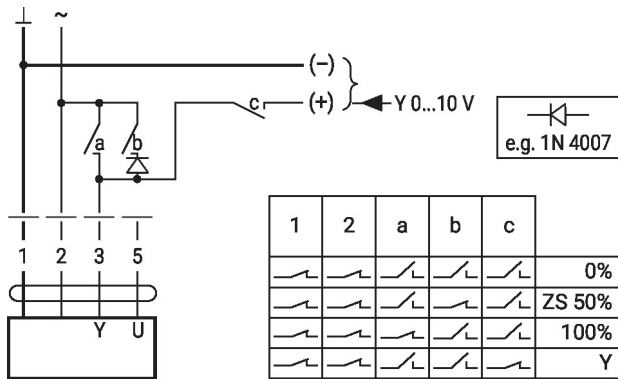 ⊥ ~
(–)
c (+) Y 0...10 V
a b
e.g. 1N 4007
1 2 3 5
Y U
1 2 a b c
0%
ZS 50%
100%
Y